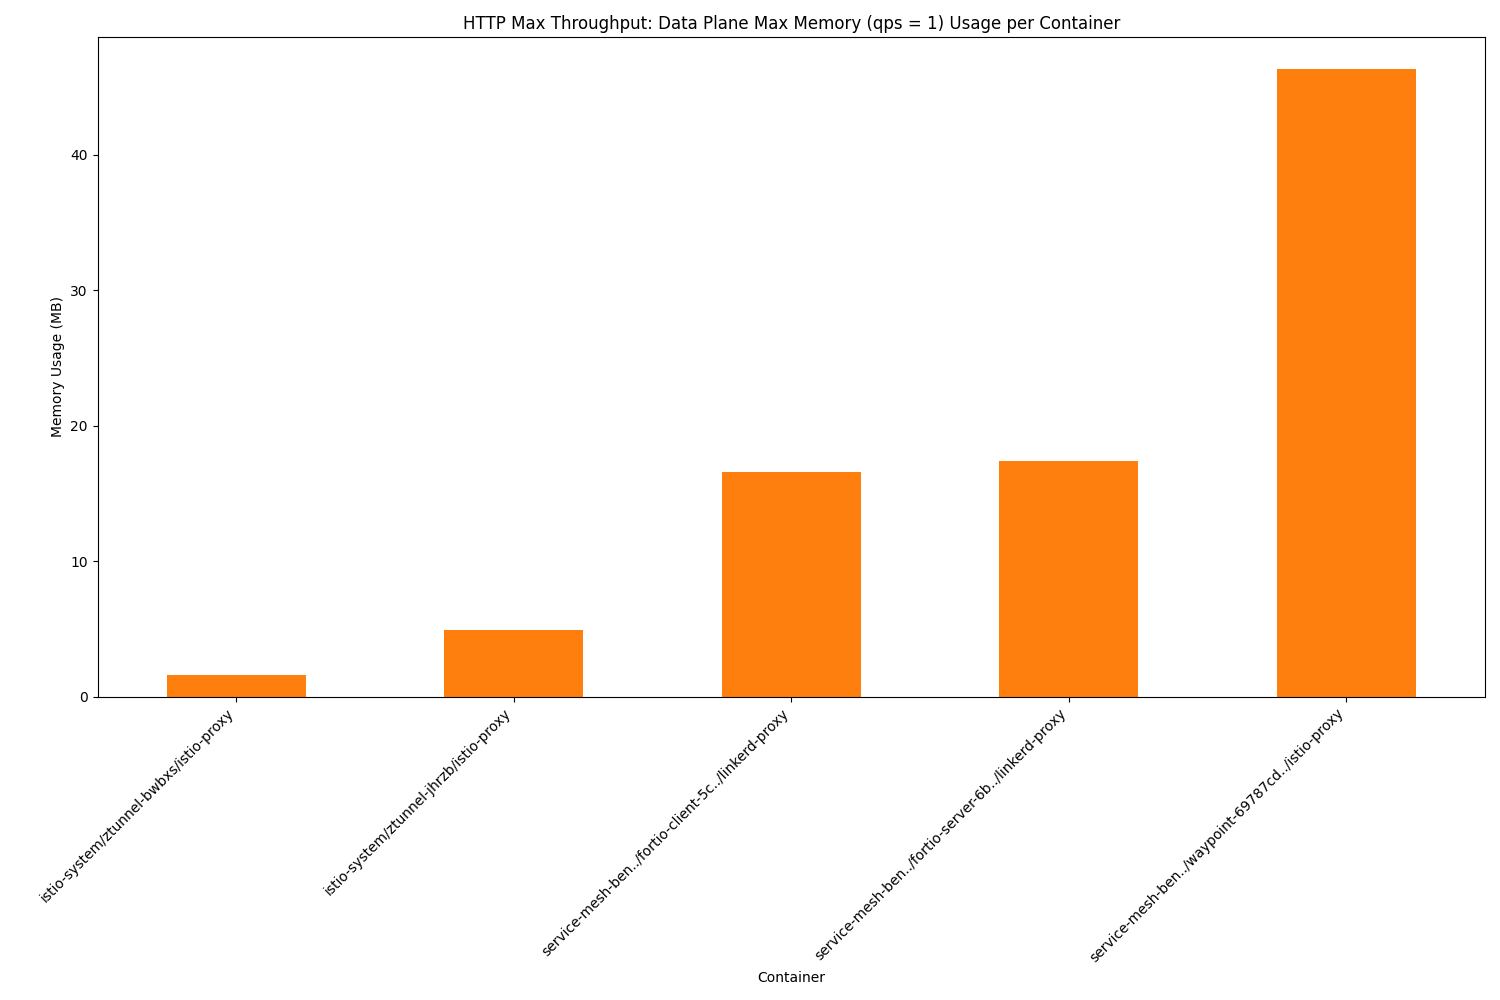 HTTP Max Throughput: Data Plane Max Memory (qps = 1) Usage per Container
Memory Usage (MB)
40
30
20
10
0
istio-system/ztunnel-bwbxs/istio-proxy
istio-system/ztunnel-jhrzb/istio-proxy
service-mesh-ben../fortio-client-5c../linkerd-proxy
service-mesh-ben../fortio-server-6b../linkerd-proxy
service-mesh-ben../waypoint-69787cd../istio-proxy
Container